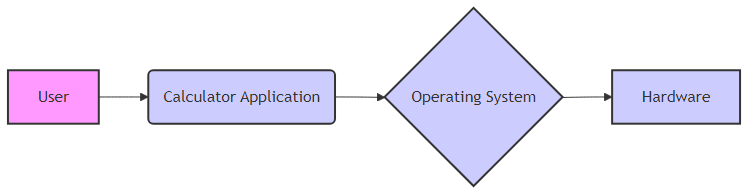 User
Calculator Application
Operating System
Hardware